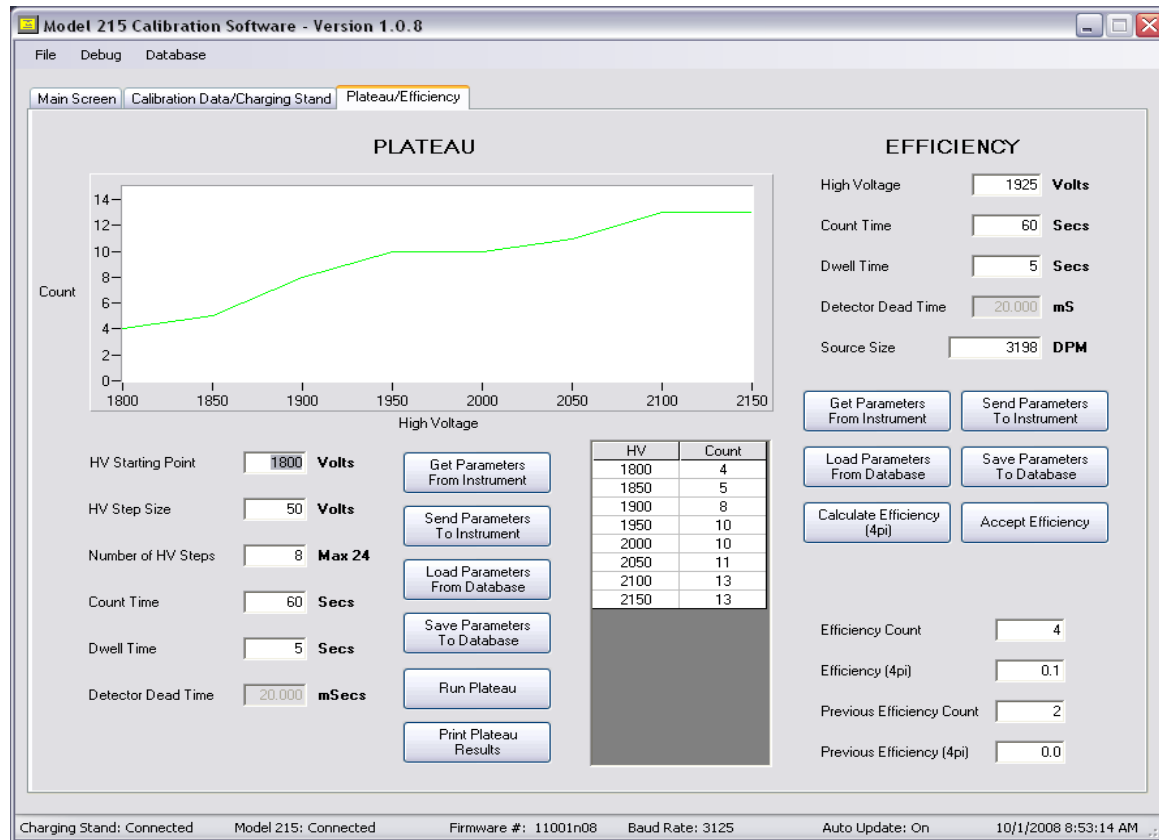 Model 215 Calibration Software - Version 1.0.8
File Debug Database
Main Screen Calibration Data/Charging Stand Plateau/Efficiency
PLATEAU
14
12
10
8
6
4
2
0
Count
1800 1850 1900 1950 2000 2050 2100 2150
High Voltage
HV Starting Point 1800 Volts
HV Step Size 50 Volts
Number of HV Steps 8 Max 24
Count Time 60 Secs
Dwell Time 5 Secs
Detector Dead Time 20.000 mSecs
Get Parameters
From Instrument
Send Parameters
To Instrument
Load Parameters
From Database
Save Parameters
To Database
Run Plateau
Print Plateau
Results
HV Count
1800 4
1850 5
1900 8
1950 10
2000 10
2050 11
2100 13
2150 13
EFFICIENCY
High Voltage 1925 Volts
Count Time 60 Secs
Dwell Time 5 Secs
Detector Dead Time 20.000 mS
Source Size 3198 DPM
Get Parameters
From Instrument
Send Parameters
To Instrument
Load Parameters
From Database
Save Parameters
To Database
Calculate Efficiency
(4pi)
Accept Efficiency
Efficiency Count 4
Efficiency (4pi) 0.1
Previous Efficiency Count 2
Previous Efficiency (4pi) 0.0
Charging Stand: Connected Model 215: Connected Firmware #: 11001n08 Baud Rate: 3125 Auto Update: On 10/1/2008 8:53:14 AM